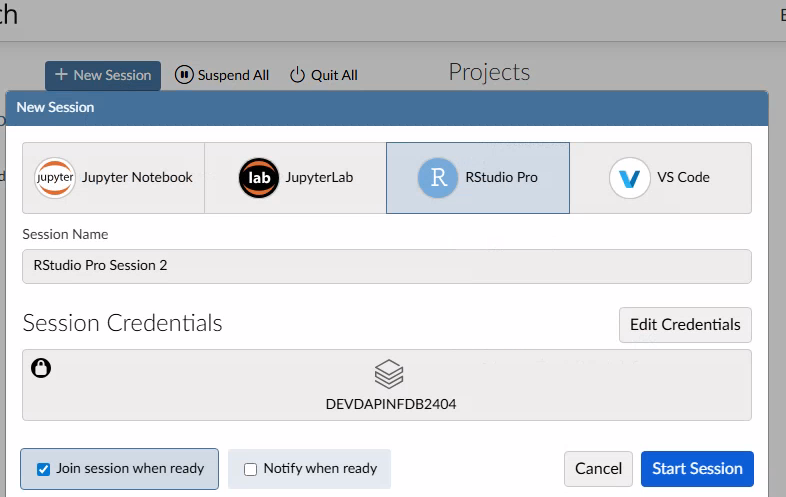 ch
+ New Session Suspend All Quit All Projects
New Session
jupyter Jupyter Notebook lab JupyterLab R RStudio Pro VS Code
Session Name
RStudio Pro Session 2
Session Credentials Edit Credentials
DEVDAPINFDB2404
Join session when ready Notify when ready Cancel Start Session